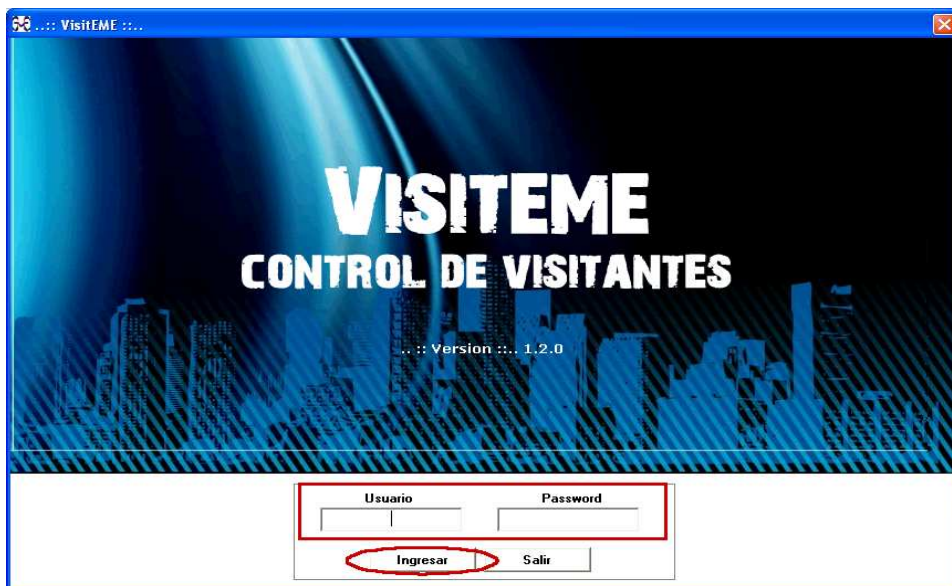 ..:: VisitEME ::..
VISITEME
CONTROL DE VISITANTES
.. :: Version ::.. 1.2.0
Usuario Password
Ingresar Salir